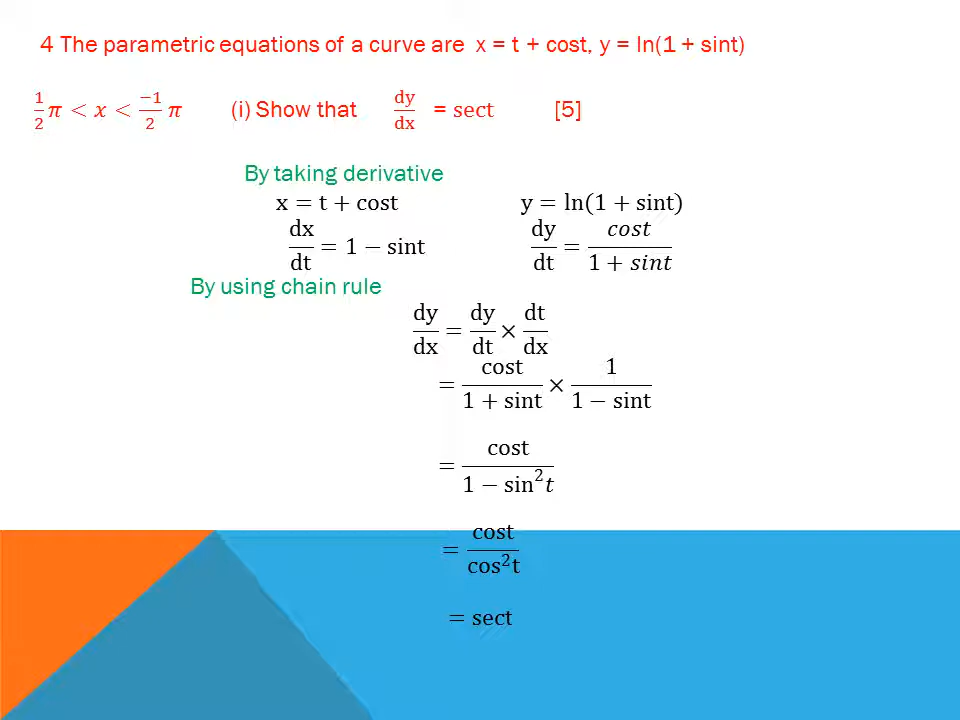 4 The parametric equations of a curve are x = t + cost, y = ln(1 + sint)
1/2 π < x < −1/2 π (i) Show that dy/dx = sect [5]
By taking derivative
x = t + cost y = ln(1 + sint)
dx/dt = 1 − sint dy/dt = cost/(1 + sint)
By using chain rule
dy/dx = dy/dt × dt/dx
= cost/(1 + sint) × 1/(1 − sint)
= cost/(1 − sin²t)
= cost/cos²t
= sect